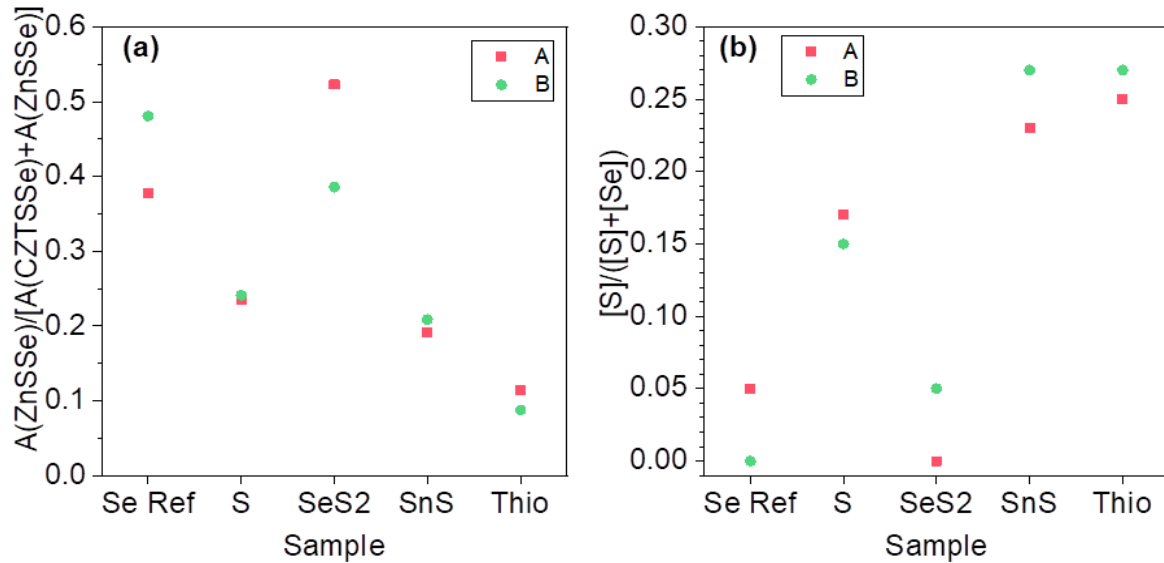 (a)
A
B
A(ZnSSe)/[A(CZTSSe)+A(ZnSSe)]
0.6
0.5
0.4
0.3
0.2
0.1
0.0
Se Ref S SeS2 SnS Thio
Sample
(b)
A
B
[S]/([S]+[Se])
0.30
0.25
0.20
0.15
0.10
0.05
0.00
Se Ref S SeS2 SnS Thio
Sample